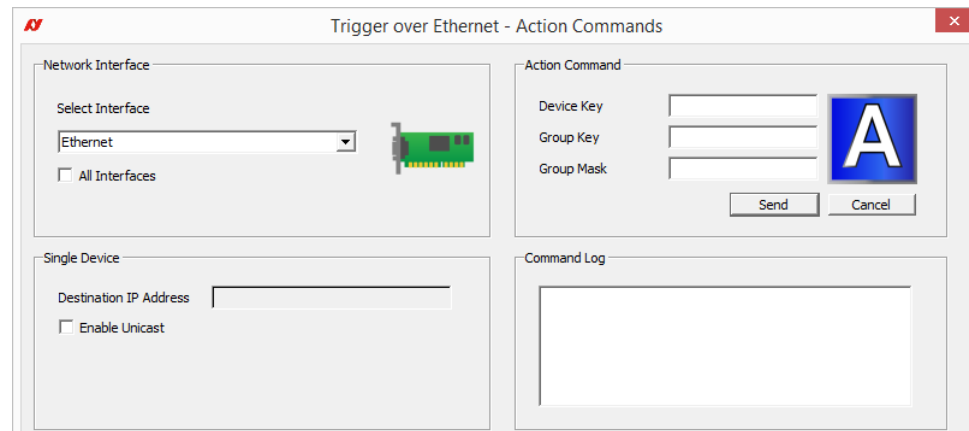 Trigger over Ethernet - Action Commands
Network Interface
Select Interface
Ethernet
All Interfaces
Action Command
Device Key
Group Key
Group Mask
A
Send Cancel
Single Device
Destination IP Address
Enable Unicast
Command Log